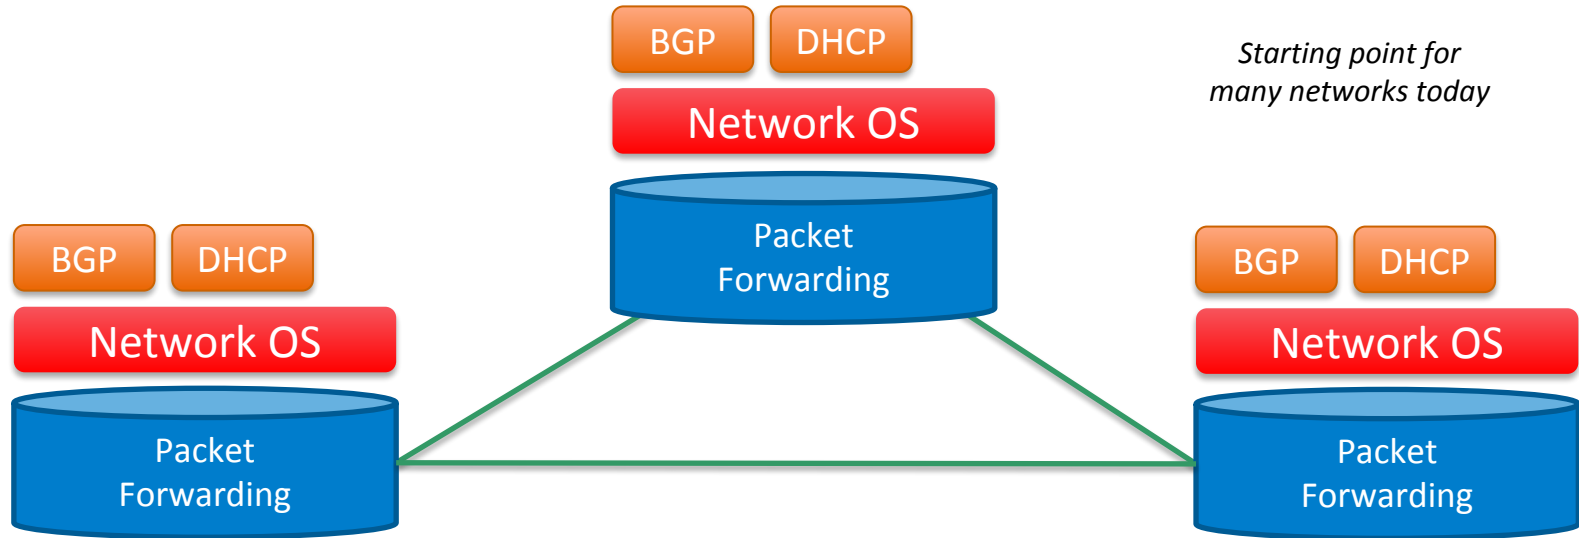 BGP
DHCP
Starting point for
many networks today
Network OS
Packet
Forwarding
BGP
DHCP
Network OS
Packet
Forwarding
BGP
DHCP
Network OS
Packet
Forwarding